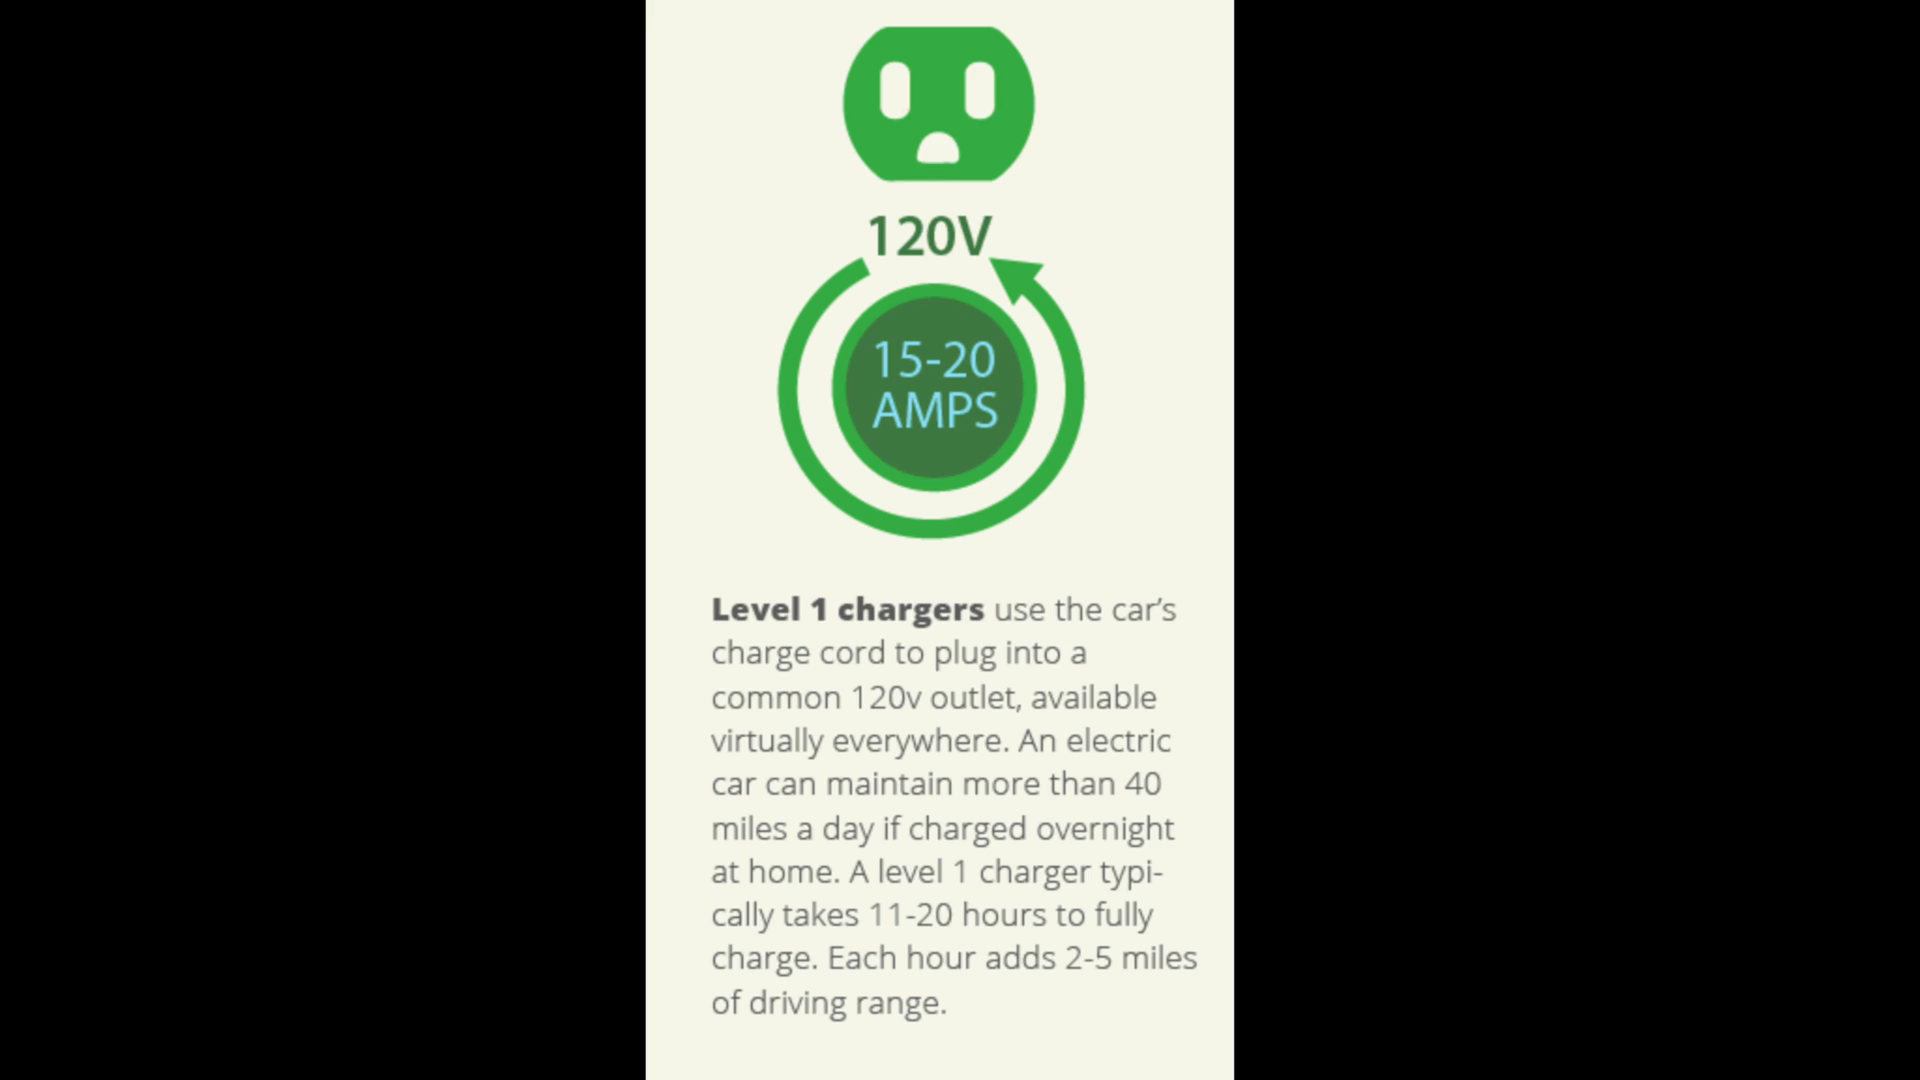 120V
15-20
AMPS
Level 1 chargers use the car’s
charge cord to plug into a
common 120v outlet, available
virtually everywhere. An electric
car can maintain more than 40
miles a day if charged overnight
at home. A level 1 charger typi-
cally takes 11-20 hours to fully
charge. Each hour adds 2-5 miles
of driving range.